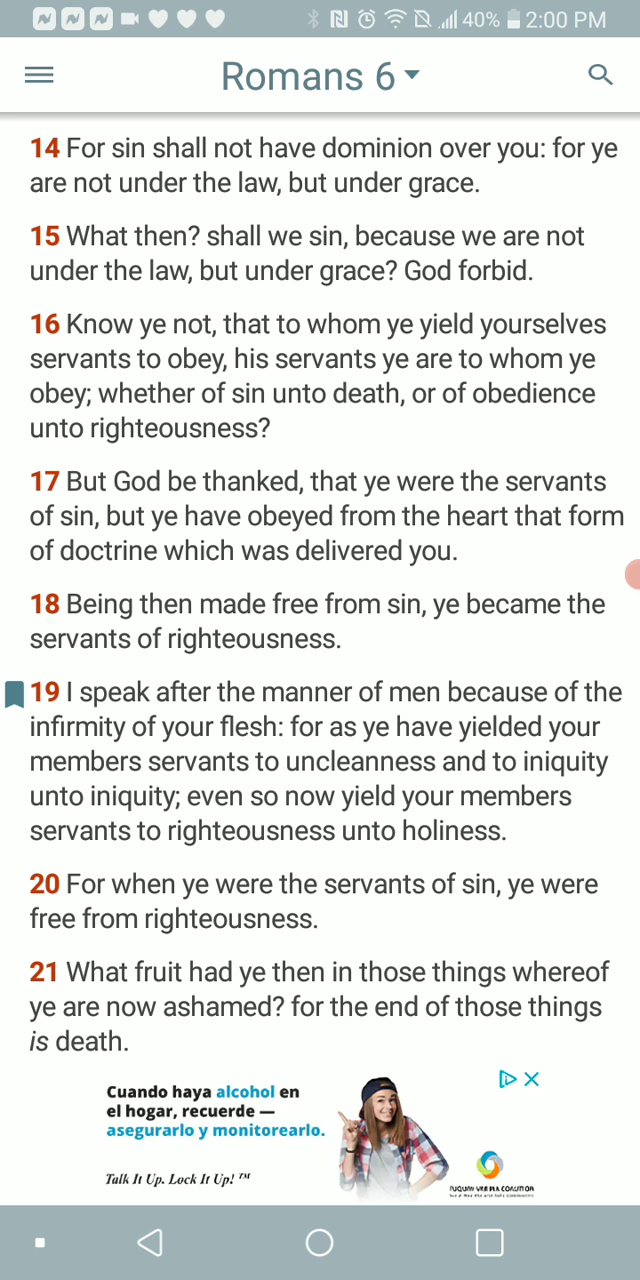 40% 2:00 PM
Romans 6
14 For sin shall not have dominion over you: for ye
are not under the law, but under grace.
15 What then? shall we sin, because we are not
under the law, but under grace? God forbid.
16 Know ye not, that to whom ye yield yourselves
servants to obey, his servants ye are to whom ye
obey; whether of sin unto death, or of obedience
unto righteousness?
17 But God be thanked, that ye were the servants
of sin, but ye have obeyed from the heart that form
of doctrine which was delivered you.
18 Being then made free from sin, ye became the
servants of righteousness.
19 I speak after the manner of men because of the
infirmity of your flesh: for as ye have yielded your
members servants to uncleanness and to iniquity
unto iniquity; even so now yield your members
servants to righteousness unto holiness.
20 For when ye were the servants of sin, ye were
free from righteousness.
21 What fruit had ye then in those things whereof
ye are now ashamed? for the end of those things
is death.
Cuando haya alcohol en
el hogar, recuerde —
asegurarlo y monitorearlo.
Talk It Up. Lock It Up! ™
COALITION